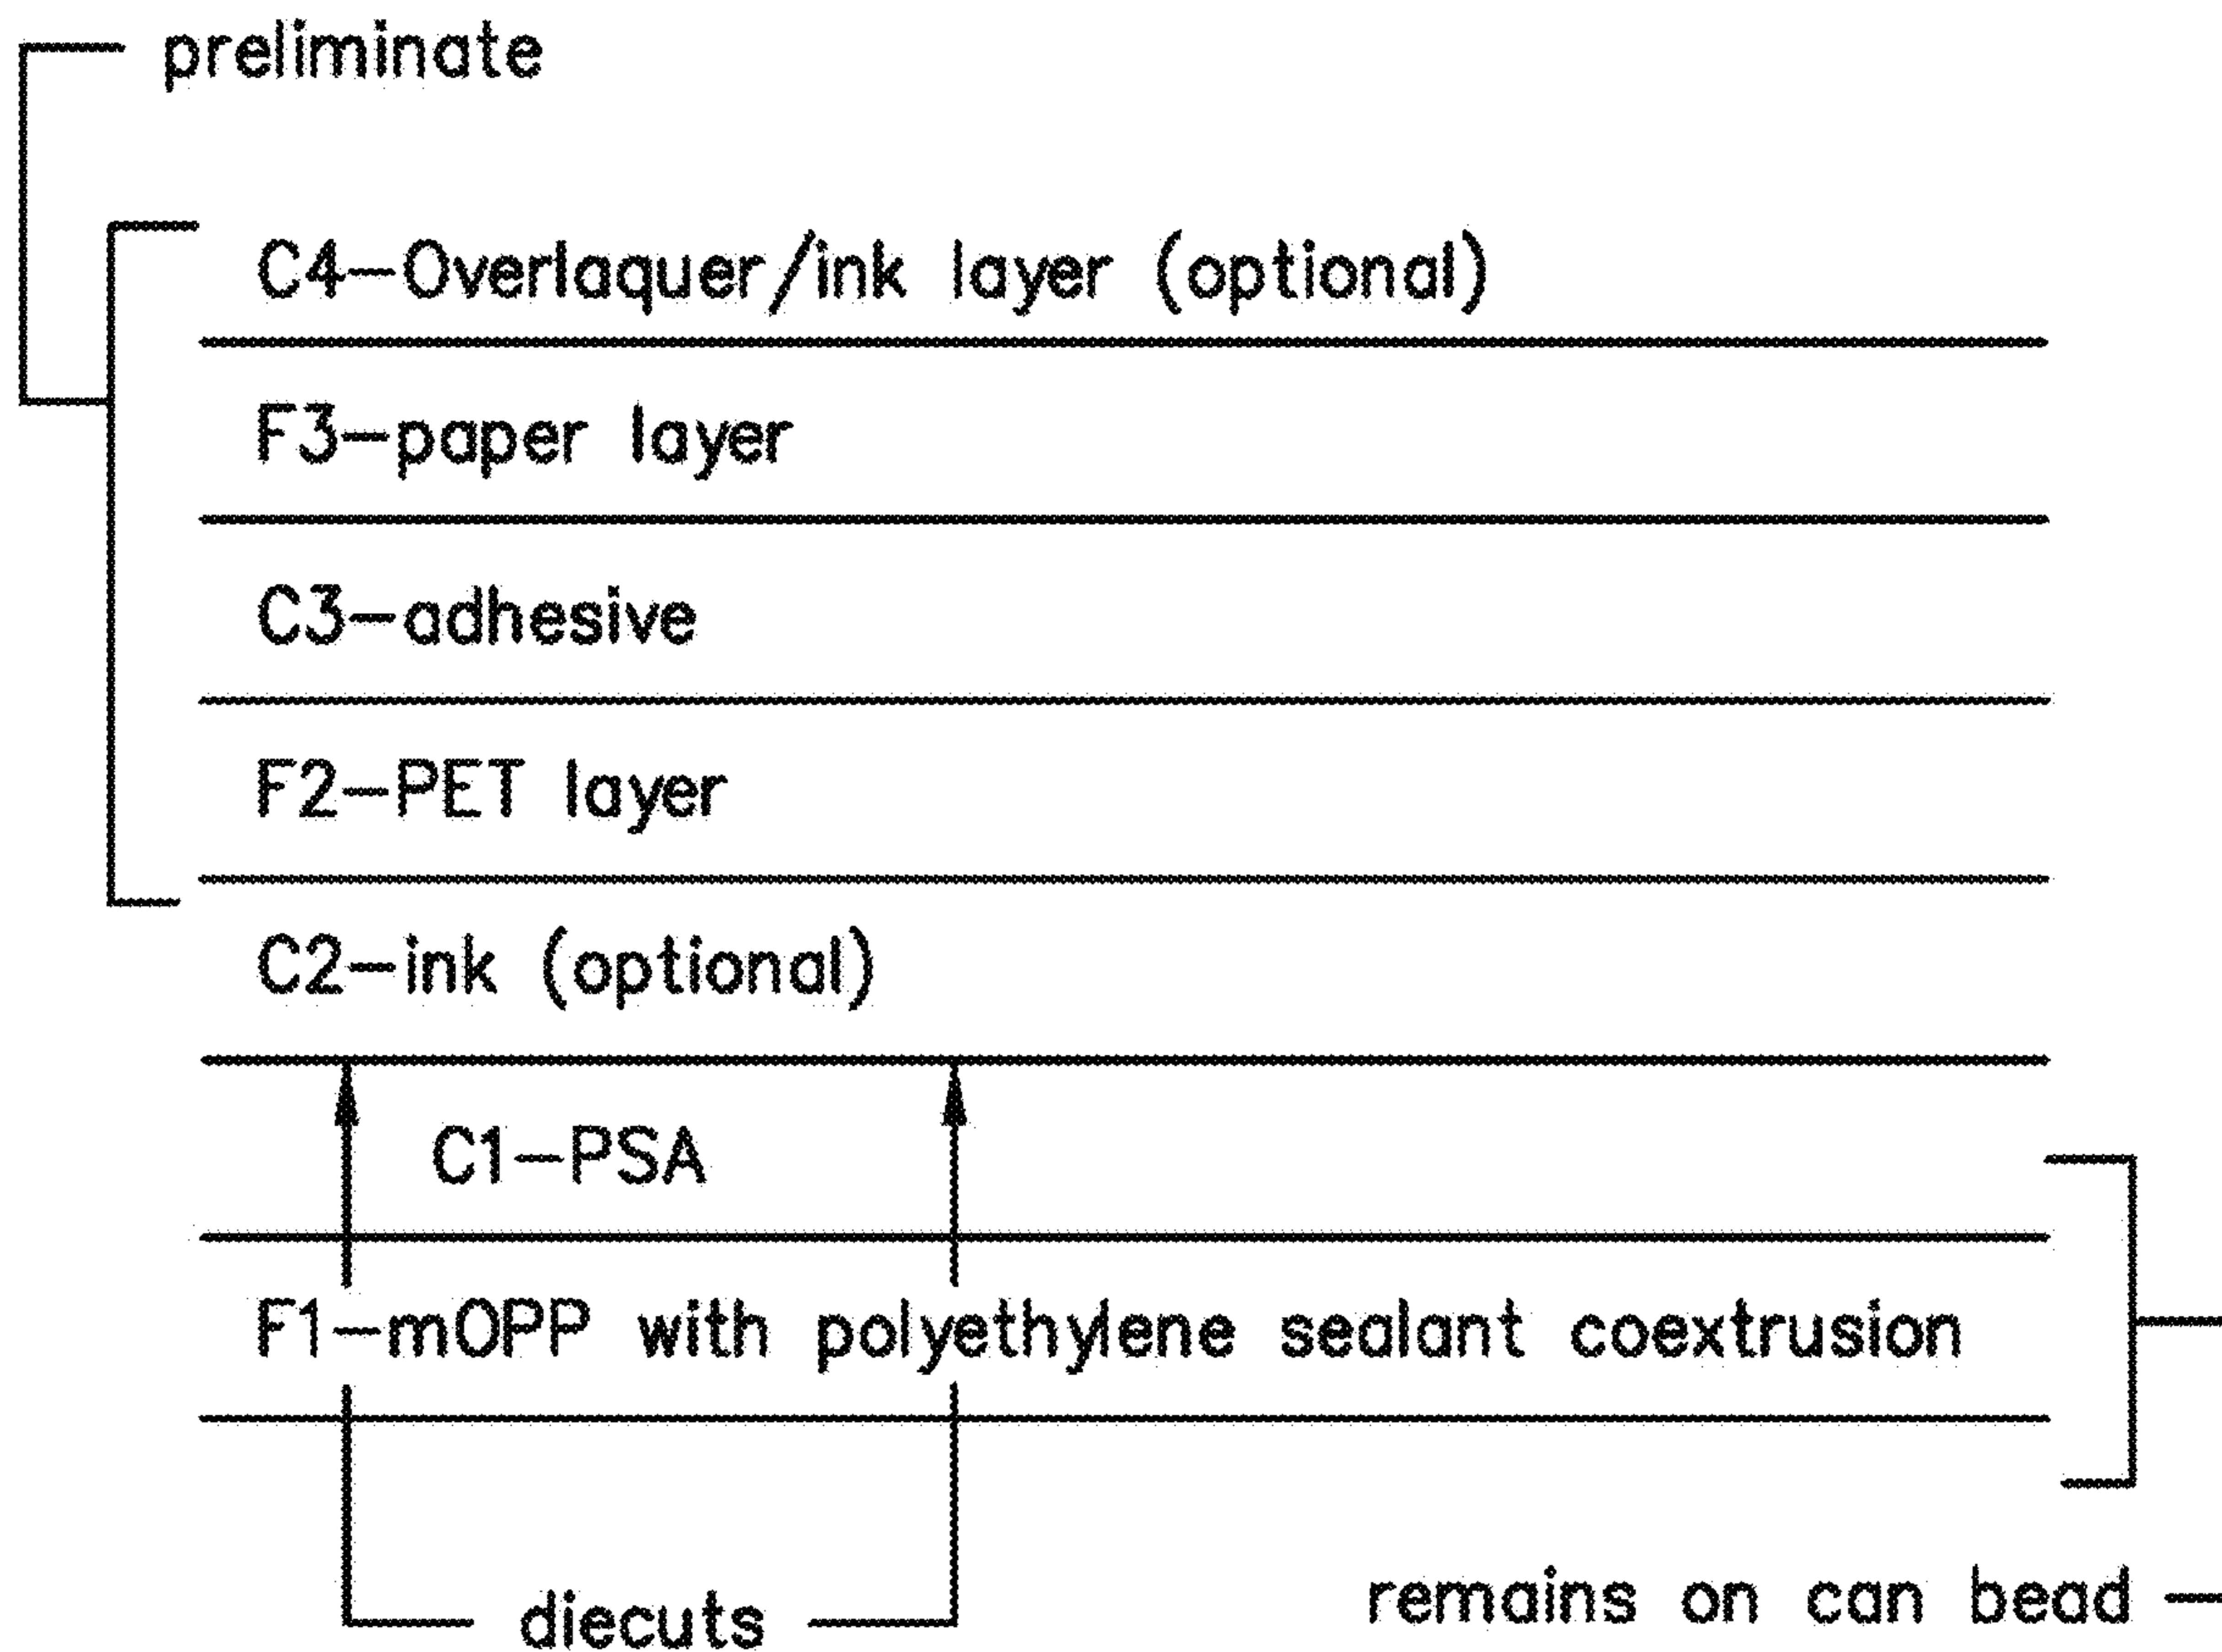 preliminate
C4-Overlaquer/ink layer (optional)
F3-paper layer
C3-adhesive
F2-PET layer
C2-ink (optional)
C1-PSA
F1-mOPP with polyethylene sealant coextrusion
diecuts
remains on can bead